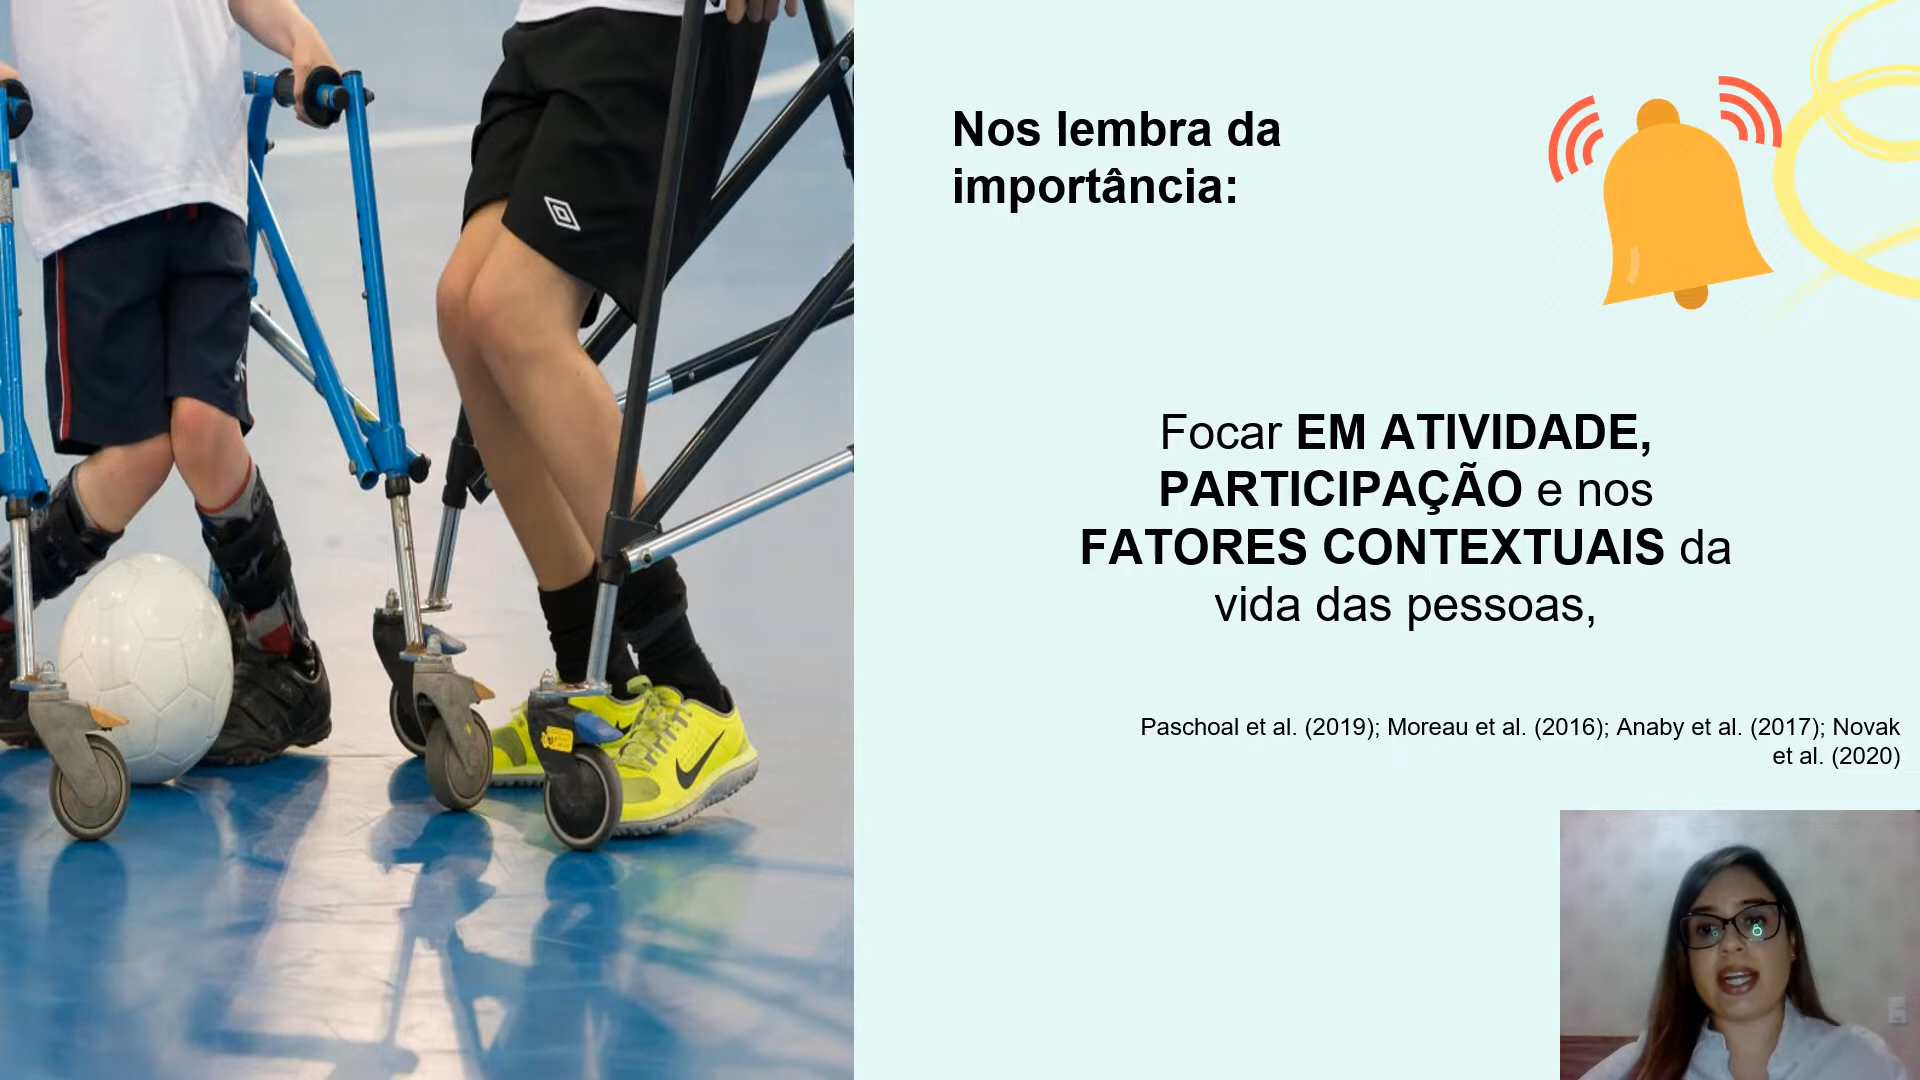 Nos lembra da
importância:
Focar EM ATIVIDADE,
PARTICIPAÇÃO e nos
FATORES CONTEXTUAIS da
vida das pessoas,
Paschoal et al. (2019); Moreau et al. (2016); Anaby et al. (2017); Novak
et al. (2020)